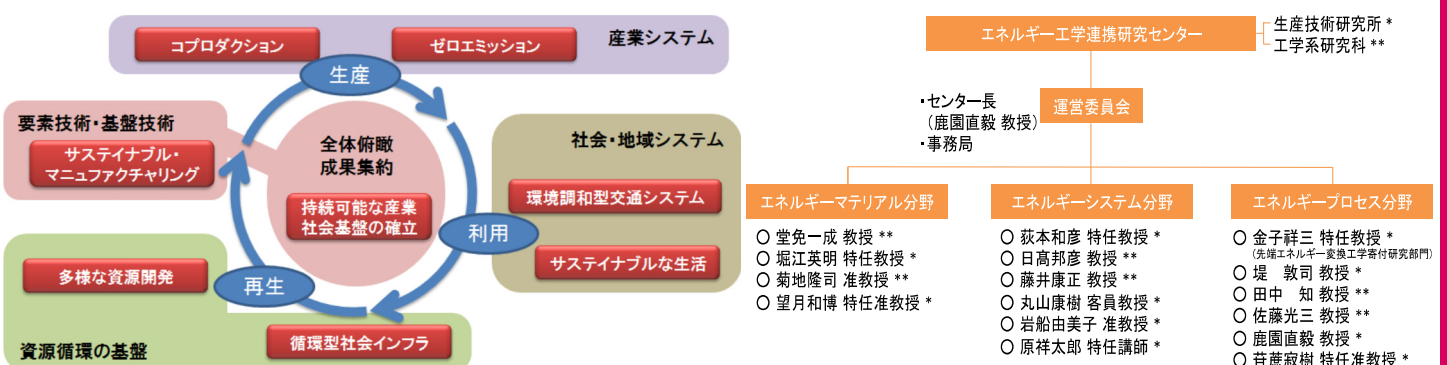 産業システム
コプロダクション
ゼロエミッション
生産
要素技術・基盤技術
サステイナブル・
マニュファクチャリング
全体俯瞰
成果集約
持続可能な産業
社会基盤の確立
社会・地域システム
環境調和型交通システム
利用
サステイナブルな生活
多様な資源開発
再生
循環型社会インフラ
資源循環の基盤
エネルギー工学連携研究センター
生産技術研究所 *
工学系研究科 **
・センター長
（鹿園直毅 教授）
・事務局
運営委員会
エネルギーマテリアル分野
〇 堂免一成 教授 **
〇 堀江英明 特任教授 *
〇 菊地隆司 准教授 **
〇 望月和博 特任准教授 *
エネルギーシステム分野
〇 荻本和彦 特任教授 *
〇 日髙邦彦 教授 **
〇 藤井康正 教授 **
〇 丸山康樹 客員教授 *
〇 岩船由美子 准教授 *
〇 原祥太郎 特任講師 *
エネルギープロセス分野
〇 金子祥三 特任教授 *
（先端エネルギー変換工学寄付研究部門）
〇 堤　敦司 教授 *
〇 田中　知 教授 **
〇 佐藤光三 教授 **
〇 鹿園直毅 教授 *
〇 苷蔗寂樹 特任准教授 *